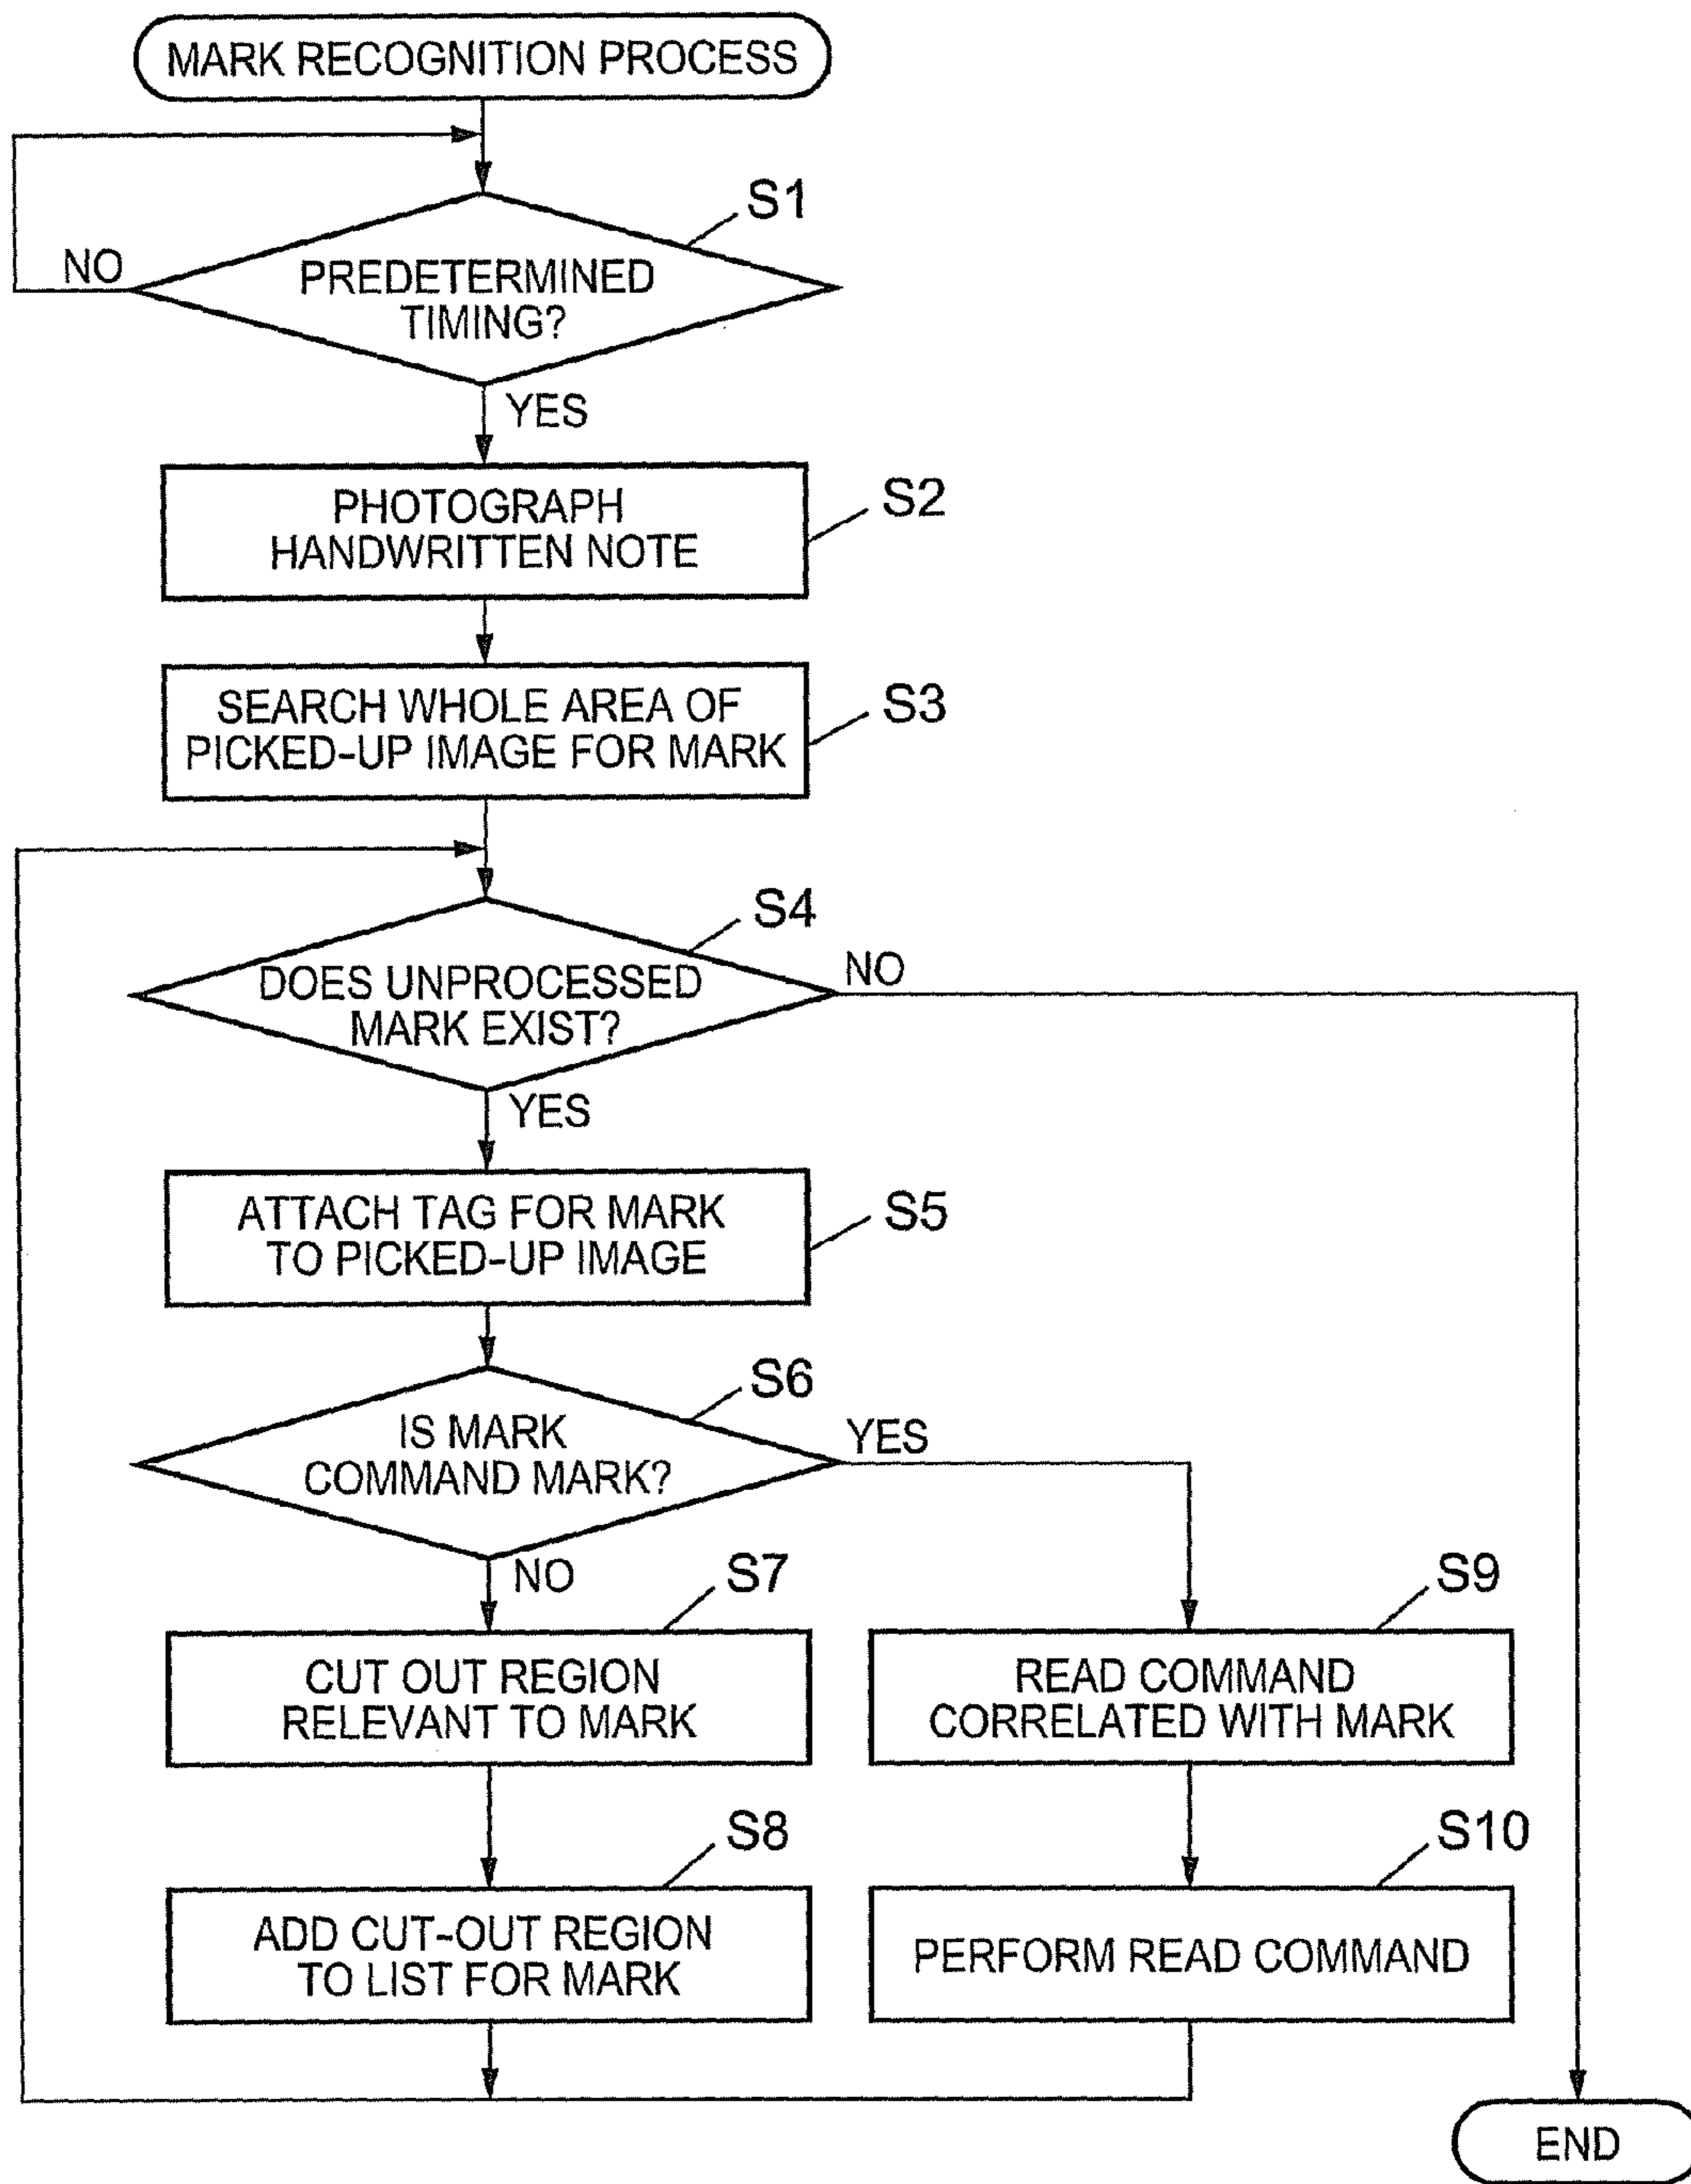 MARK RECOGNITION PROCESS
S1
NO
PREDETERMINED
TIMING?
YES
PHOTOGRAPH
HANDWRITTEN NOTE
S2
SEARCH WHOLE AREA OF
PICKED-UP IMAGE FOR MARK
S3
S4
DOES UNPROCESSED
MARK EXIST?
NO
YES
ATTACH TAG FOR MARK
TO PICKED-UP IMAGE
S5
S6
IS MARK
COMMAND MARK?
YES
NO
S7
CUT OUT REGION
RELEVANT TO MARK
S9
READ COMMAND
CORRELATED WITH MARK
S8
ADD CUT-OUT REGION
TO LIST FOR MARK
S10
PERFORM READ COMMAND
END